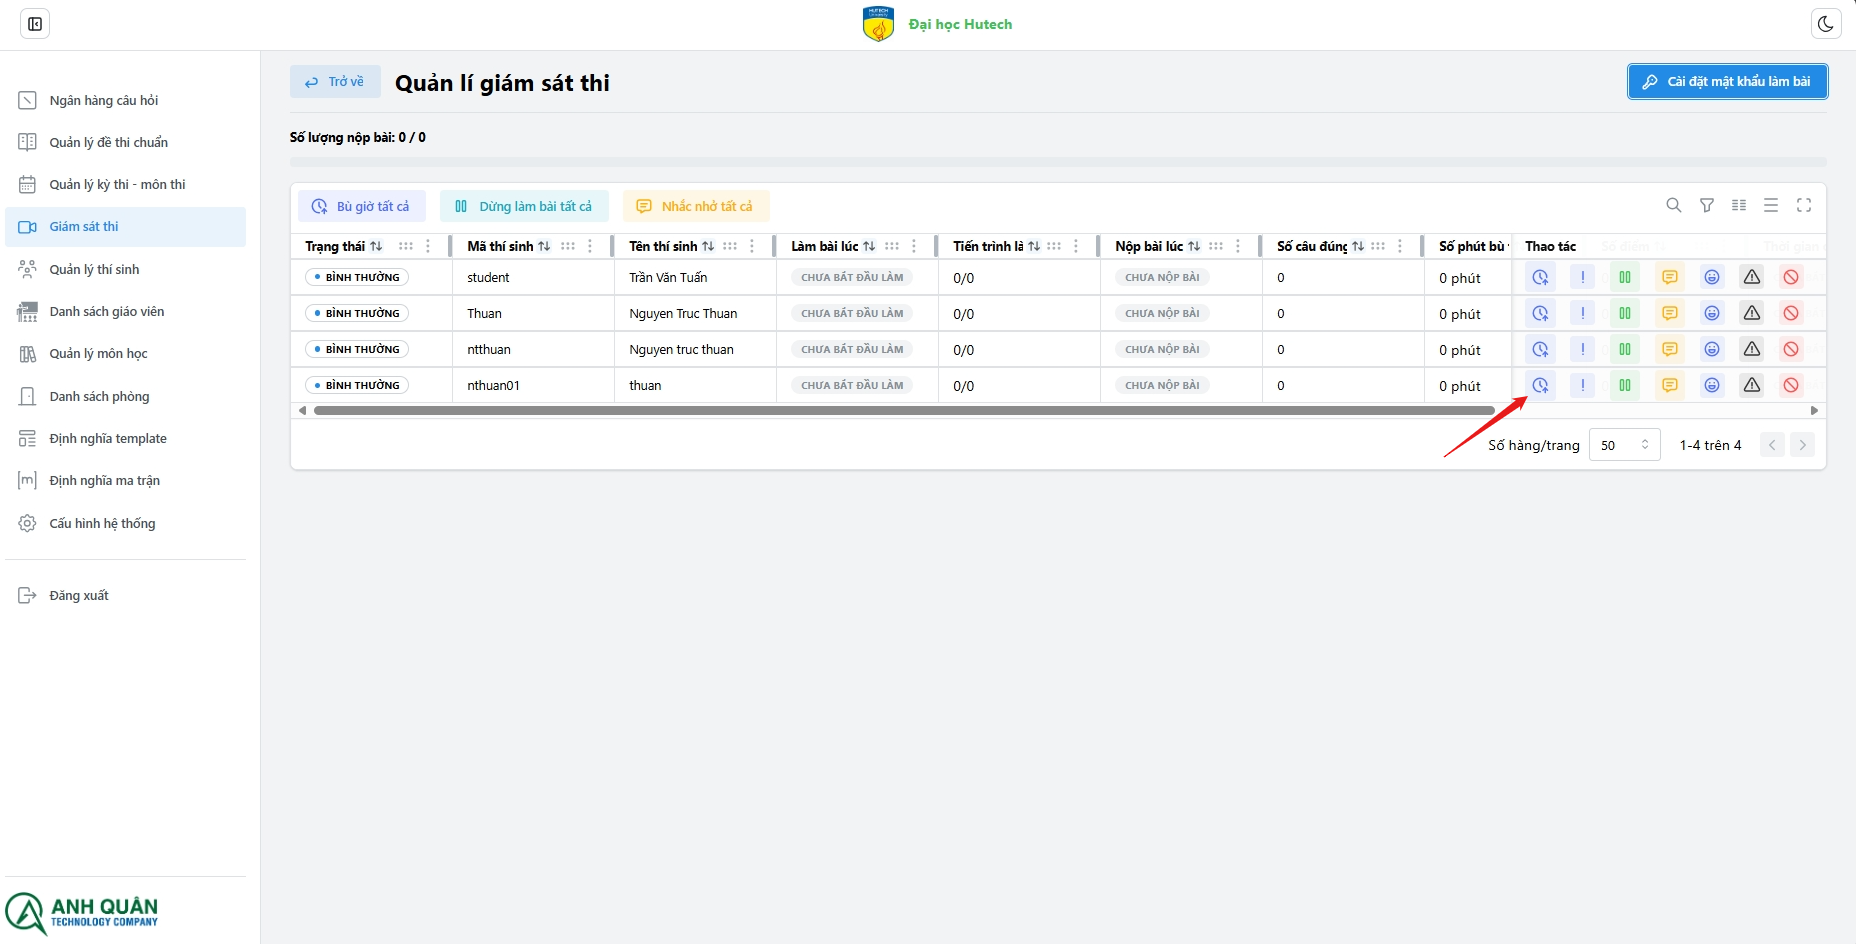 HUTECH
University
Đại học Hutech
Ngân hàng câu hỏi
Quản lý đề thi chuẩn
Quản lý kỳ thi - môn thi
Giám sát thi
Quản lý thí sinh
Danh sách giáo viên
Quản lý môn học
Danh sách phòng
Định nghĩa template
Định nghĩa ma trận
Cấu hình hệ thống
Đăng xuất
ANH QUÂN
TECHNOLOGY COMPANY
Trở về
Quản lí giám sát thi
Cài đặt mật khẩu làm bài
Số lượng nộp bài: 0 / 0
Bù giờ tất cả
Dừng làm bài tất cả
Nhắc nhở tất cả
Trạng thái Mã thí sinh Tên thí sinh Làm bài lúc Tiến trình là Nộp bài lúc Số câu đúng Số phút bù Thao tác Số điểm Thời gian
BÌNH THƯỜNG student Trần Văn Tuấn CHƯA BẮT ĐẦU LÀM 0/0 CHƯA NỘP BÀI 0 0 phút
BÌNH THƯỜNG Thuan Nguyen Truc Thuan CHƯA BẮT ĐẦU LÀM 0/0 CHƯA NỘP BÀI 0 0 phút
BÌNH THƯỜNG ntthuan Nguyen truc thuan CHƯA BẮT ĐẦU LÀM 0/0 CHƯA NỘP BÀI 0 0 phút
BÌNH THƯỜNG nthuan01 thuan CHƯA BẮT ĐẦU LÀM 0/0 CHƯA NỘP BÀI 0 0 phút
Số hàng/trang 50 1-4 trên 4